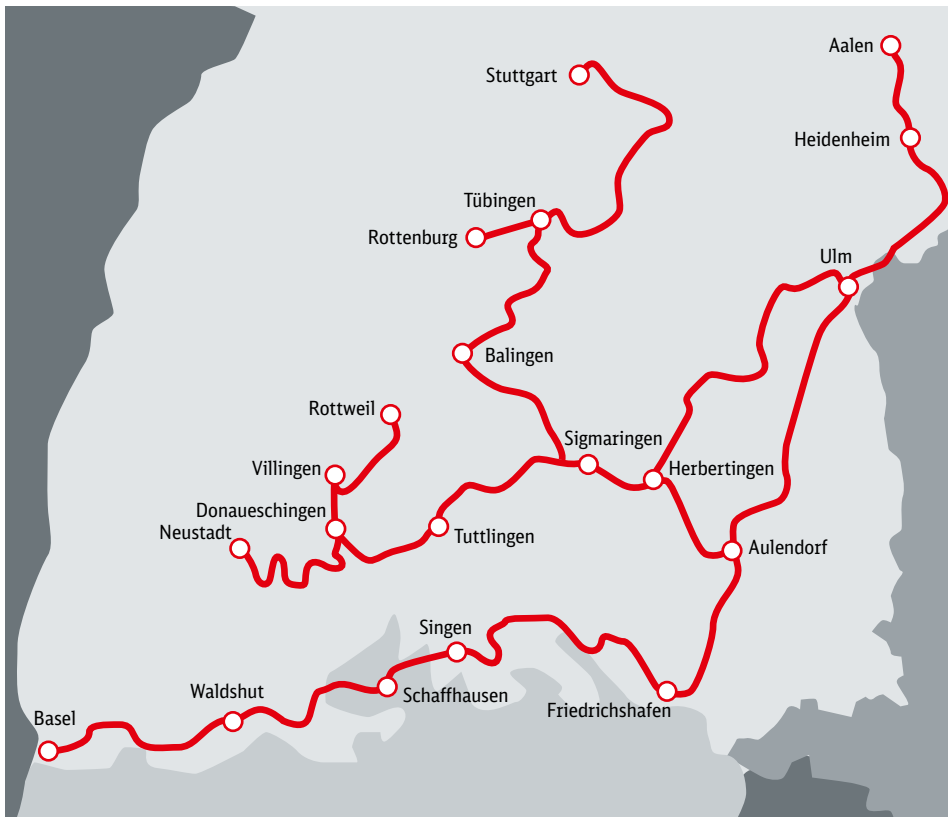 Aalen
Stuttgart
Heidenheim
Tübingen
Rottenburg
Ulm
Balingen
Rottweil
Sigmaringen
Villingen
Herbertingen
Donaueschingen
Neustadt
Tuttlingen
Aulendorf
Singen
Waldshut
Schaffhausen
Friedrichshafen
Basel